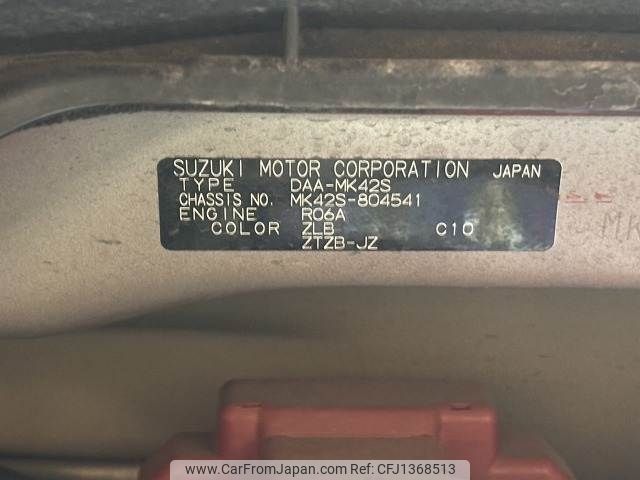 SUZUKI MOTOR CORPORATION JAPAN
TYPE DAA-MK42S
CHASSIS NO. MK42S-804541
ENGINE R06A
COLOR ZLB C10
ZTZB-JZ
MK
www.CarFromJapan.com - CFJ1368513